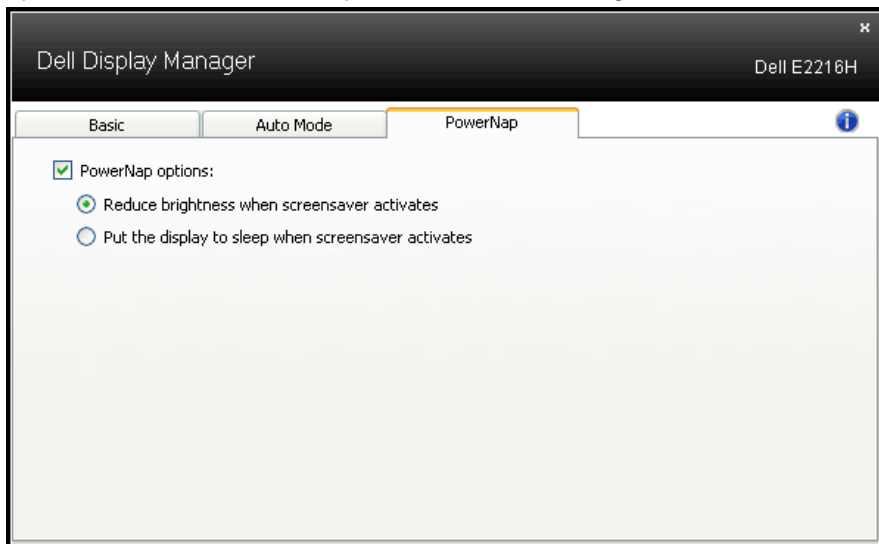 Dell Display Manager
Dell E2216H
Basic
Auto Mode
PowerNap
PowerNap options:
Reduce brightness when screensaver activates
Put the display to sleep when screensaver activates